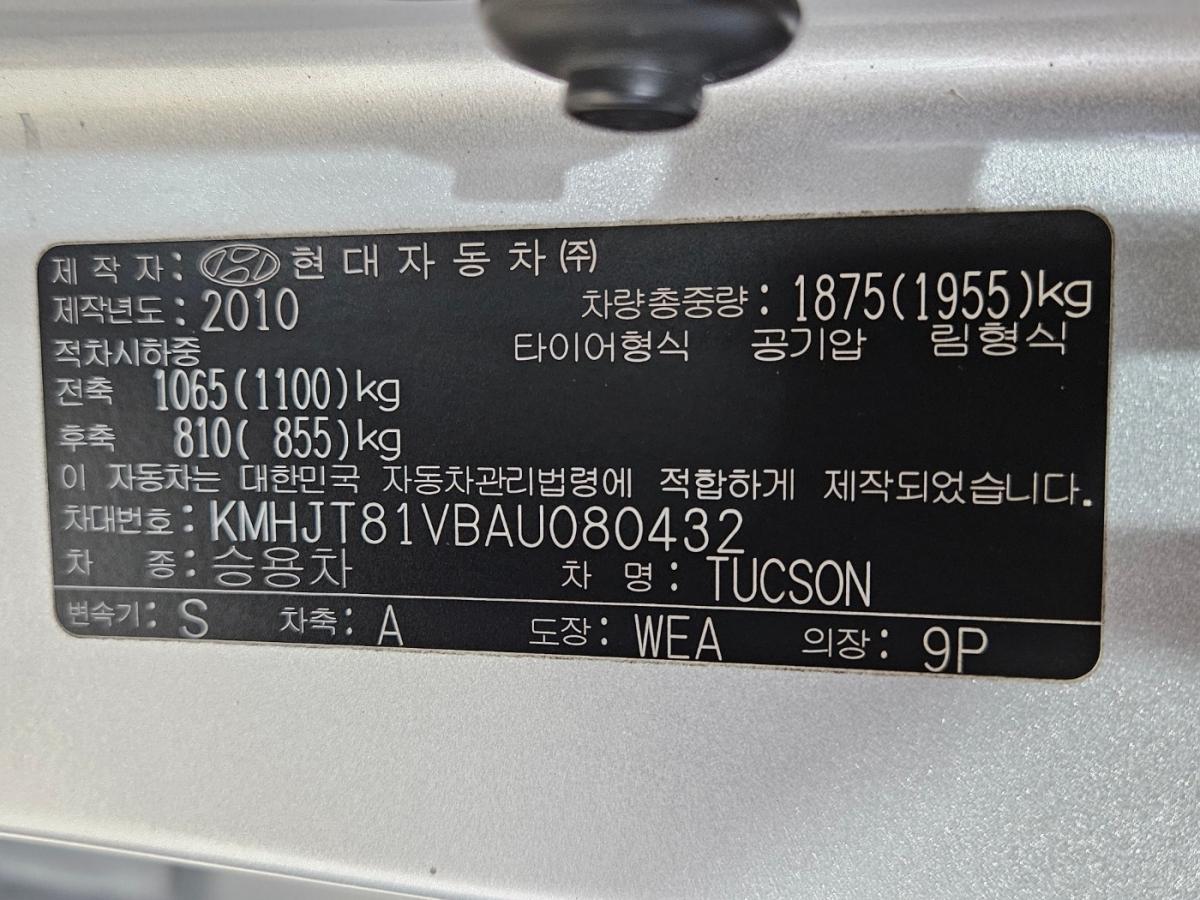 제 작 자 : 현 대 자 동 차 ㈜
제작년도 : 2010 차량총중량 : 1875(1955)kg
적차시하중 타이어형식 공기압 림형식
전축 1065(1100)kg
후축 810( 855)kg
이 자동차는 대한민국 자동차관리법령에 적합하게 제작되었습니다.
차대번호 : KMHJT81VBAU080432
차 종 : 승용차 차 명 : TUCSON
변속기 : S 차축 : A 도장 : WEA 의장 : 9P